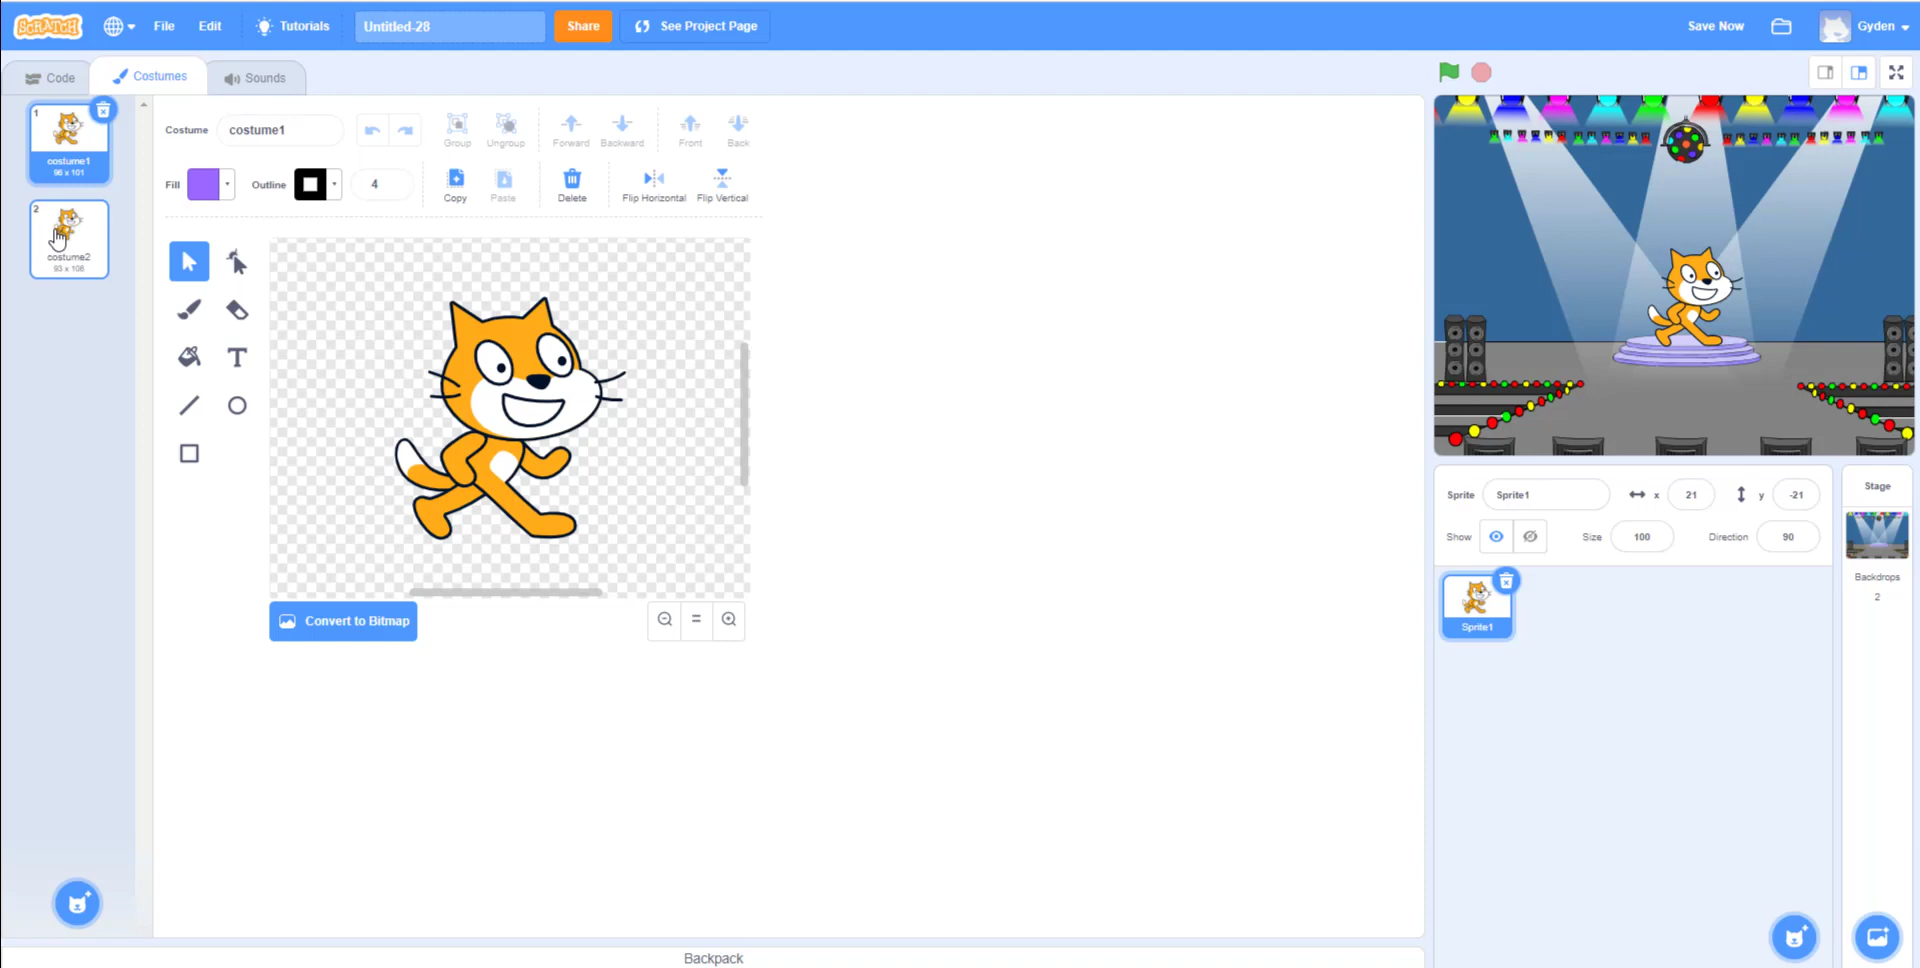 SCRATCH
File
Edit
Tutorials
Untitled-28
Share
See Project Page
Save Now
Gyden
Code
Costumes
Sounds
1
costume1
96 x 101
2
costume2
93 x 106
Costume
costume1
Group
Ungroup
Forward
Backward
Front
Back
Fill
Outline
4
Copy
Paste
Delete
Flip Horizontal
Flip Vertical
T
Convert to Bitmap
Sprite
Sprite1
x
21
y
-21
Show
Size
100
Direction
90
Sprite1
Stage
Backdrops
2
Backpack